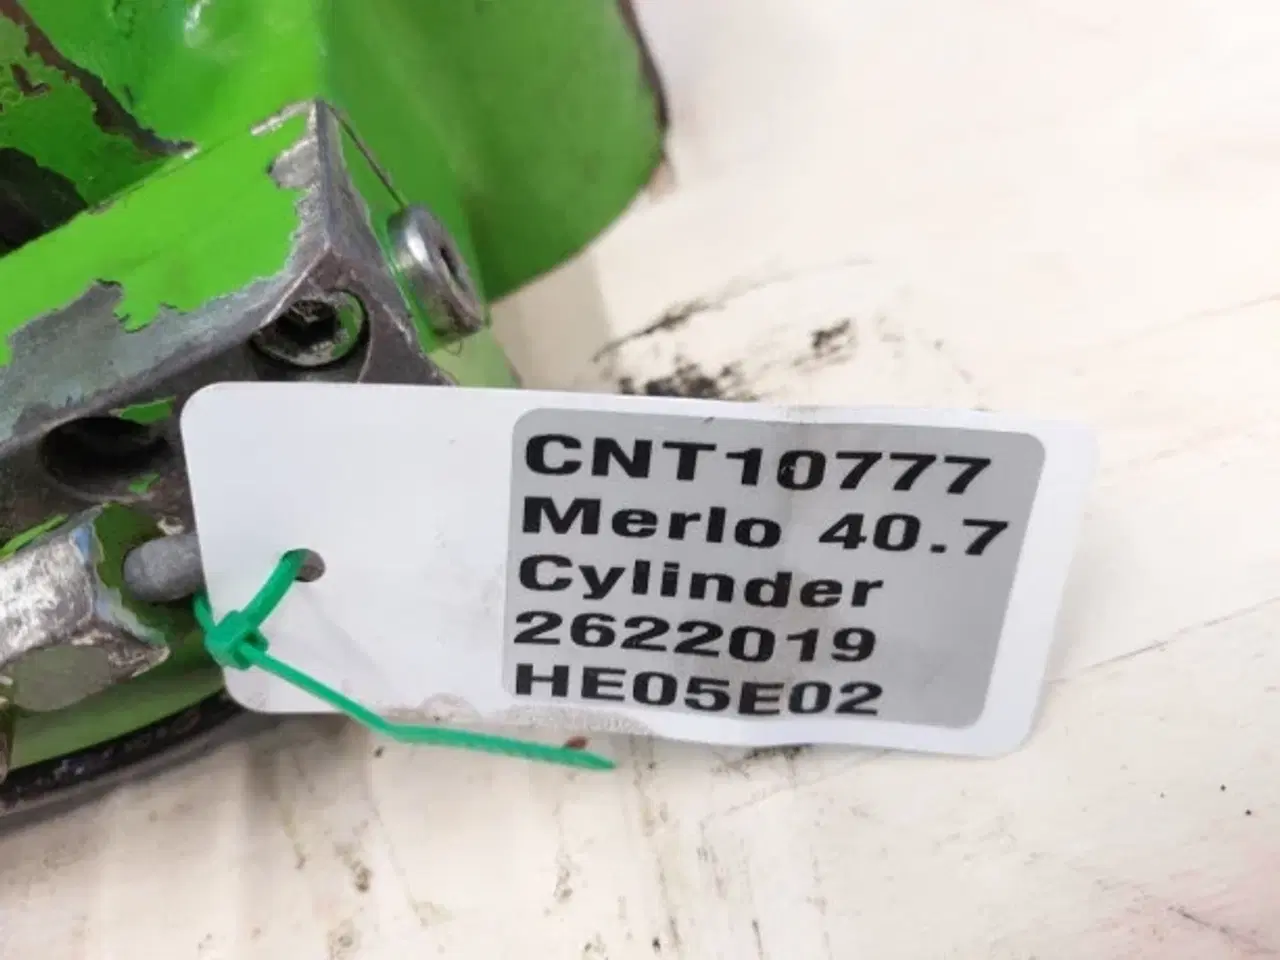 CNT10777
Merlo 40.7
Cylinder
2622019
HE05E02